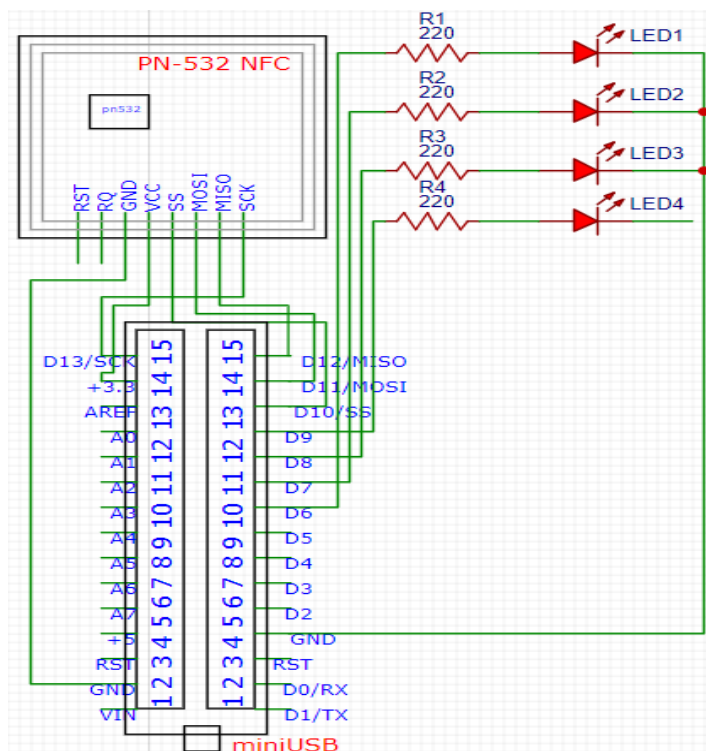 PN-532 NFC
pn532
RST
RQ
GND
VCC
SS
MOSI
MISO
SCK
R1
220
LED1
R2
220
LED2
R3
220
LED3
R4
220
LED4
D13/SCK 15 15 D12/MISO
+3.3 14 14 D11/MOSI
AREF 13 13 D10/SS
A0 12 12 D9
A1 11 11 D8
A2 10 10 D7
A3 9 9 D6
A4 8 8 D5
A5 7 7 D4
A6 6 6 D3
A7 5 5 D2
+5 4 4 GND
RST 3 3 RST
GND 2 2 D0/RX
VIN 1 1 D1/TX
miniUSB